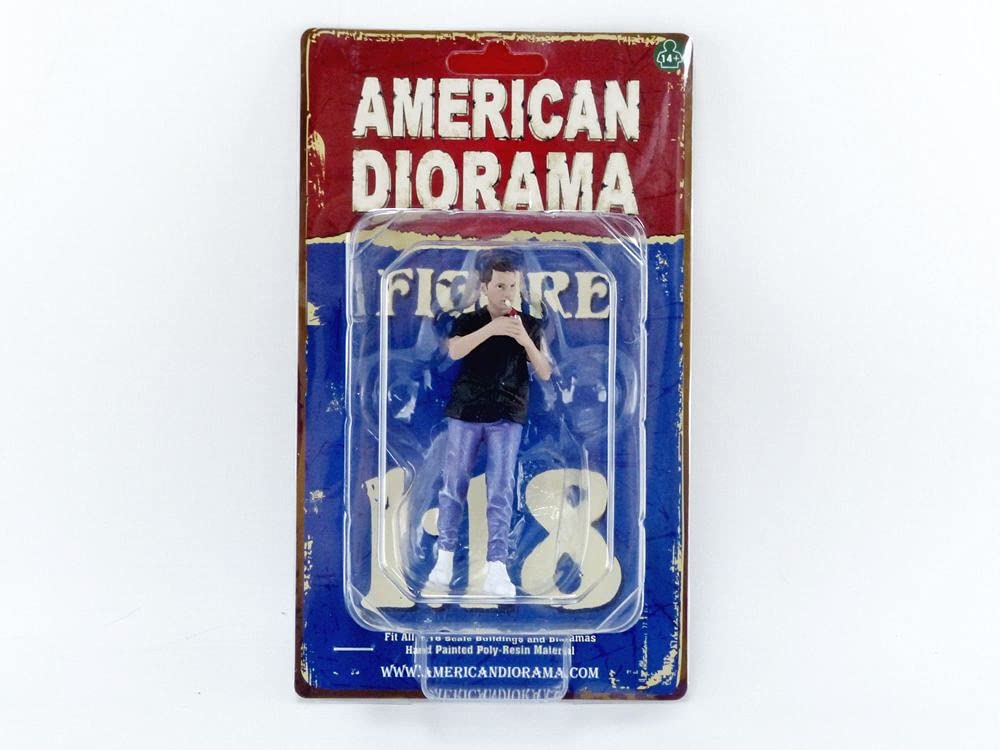 14+
AMERICAN
DIORAMA
FIGURE
1:18
Fit All 1:18 Scale Buildings and Dioramas
Hand Painted Poly-Resin Material
WWW.AMERICANDIORAMA.COM